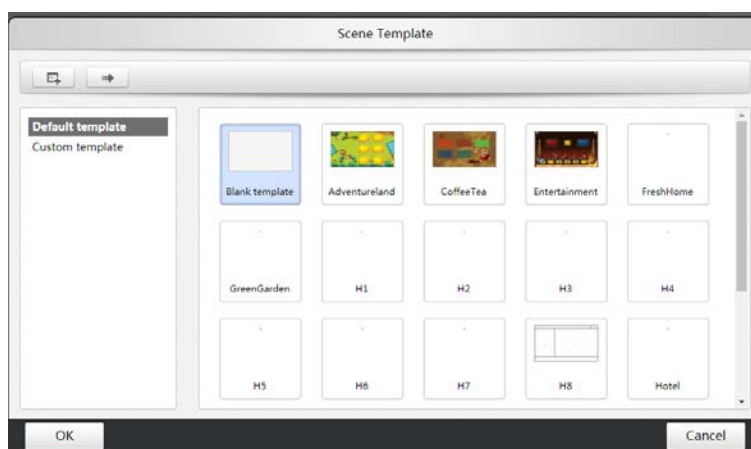 Scene Template
Default template
Custom template
Blank template
Adventureland
CoffeeTea
Entertainment
FreshHome
GreenGarden
H1
H2
H3
H4
H5
H6
H7
H8
Hotel
OK
Cancel